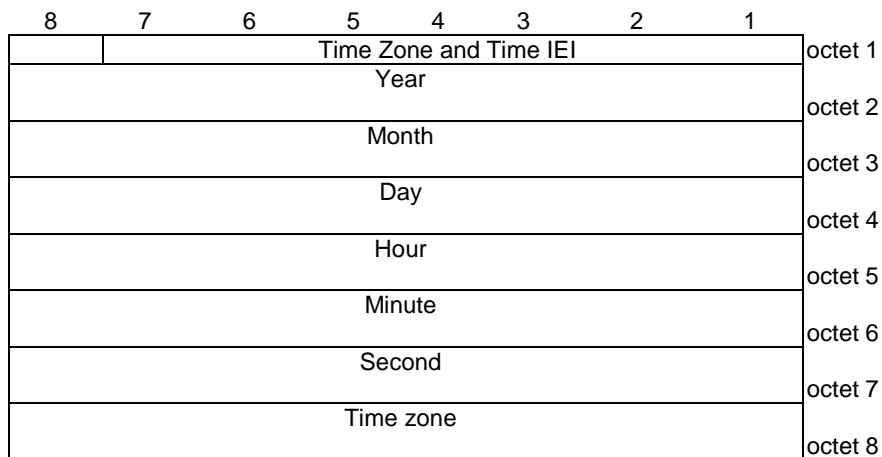 8 7 6 5 4 3 2 1
Time Zone and Time IEI octet 1
Year
octet 2
Month
octet 3
Day
octet 4
Hour
octet 5
Minute
octet 6
Second
octet 7
Time zone
octet 8